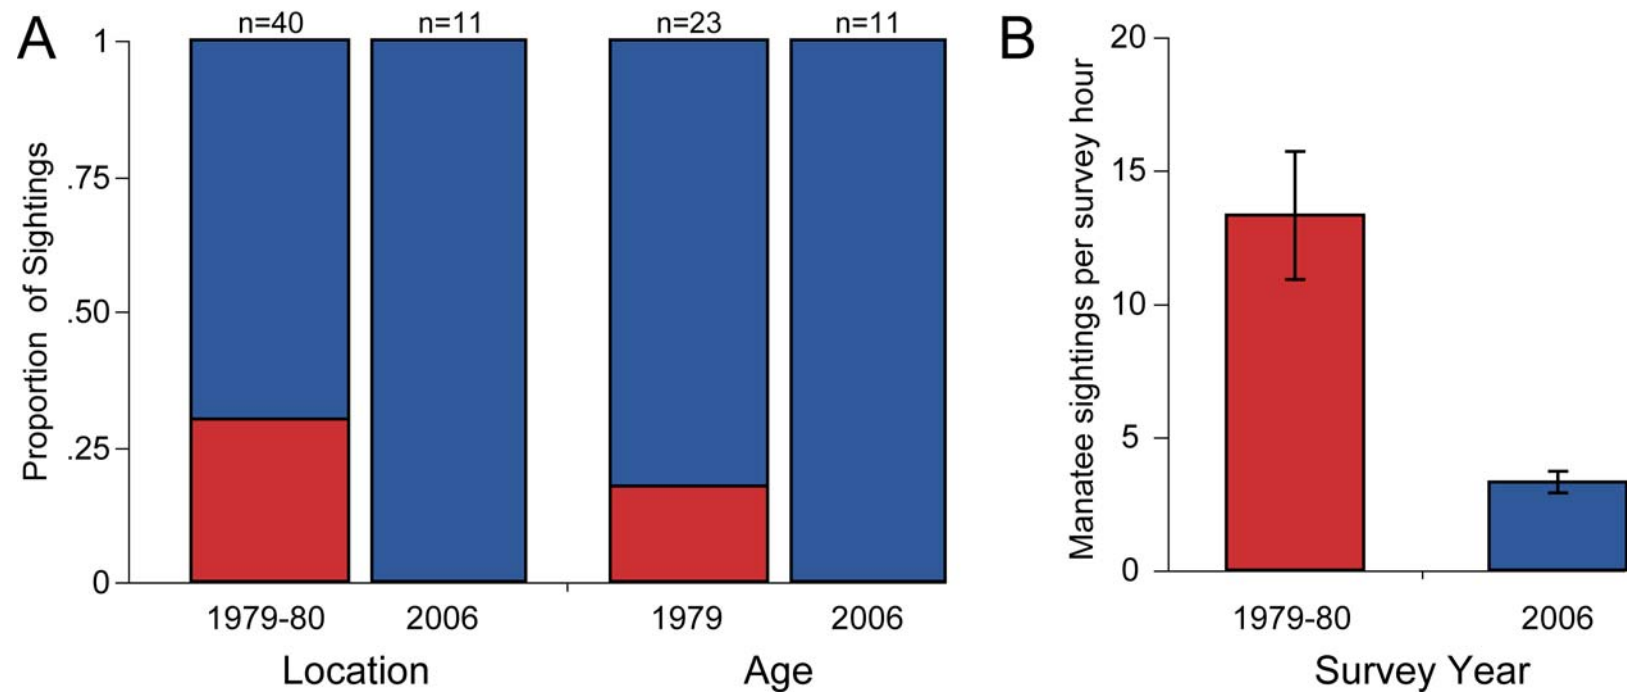 A
n=40
n=11
n=23
n=11
1
.75
.50
.25
0
Proportion of Sightings
1979-80
2006
1979
2006
Location
Age
B
20
15
10
5
0
Manatee sightings per survey hour
1979-80
2006
Survey Year